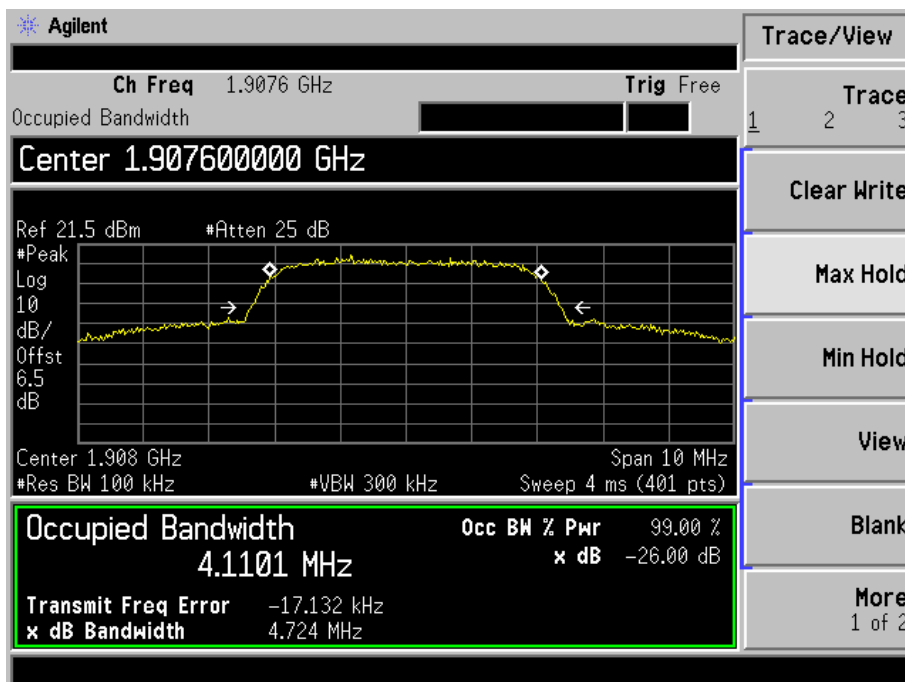 Agilent
Trace/View
Ch Freq 1.9076 GHz Trig Free
Occupied Bandwidth
Center 1.907600000 GHz
Ref 21.5 dBm #Atten 25 dB
#Peak
Log
10
dB/
Offst
6.5
dB
Center 1.908 GHz Span 10 MHz
#Res BW 100 kHz #VBW 300 kHz Sweep 4 ms (401 pts)
Occupied Bandwidth Occ BW % Pwr 99.00 %
4.1101 MHz x dB -26.00 dB
Transmit Freq Error -17.132 kHz
x dB Bandwidth 4.724 MHz
Trace
1 2 3
Clear Write
Max Hold
Min Hold
View
Blank
More
1 of 2